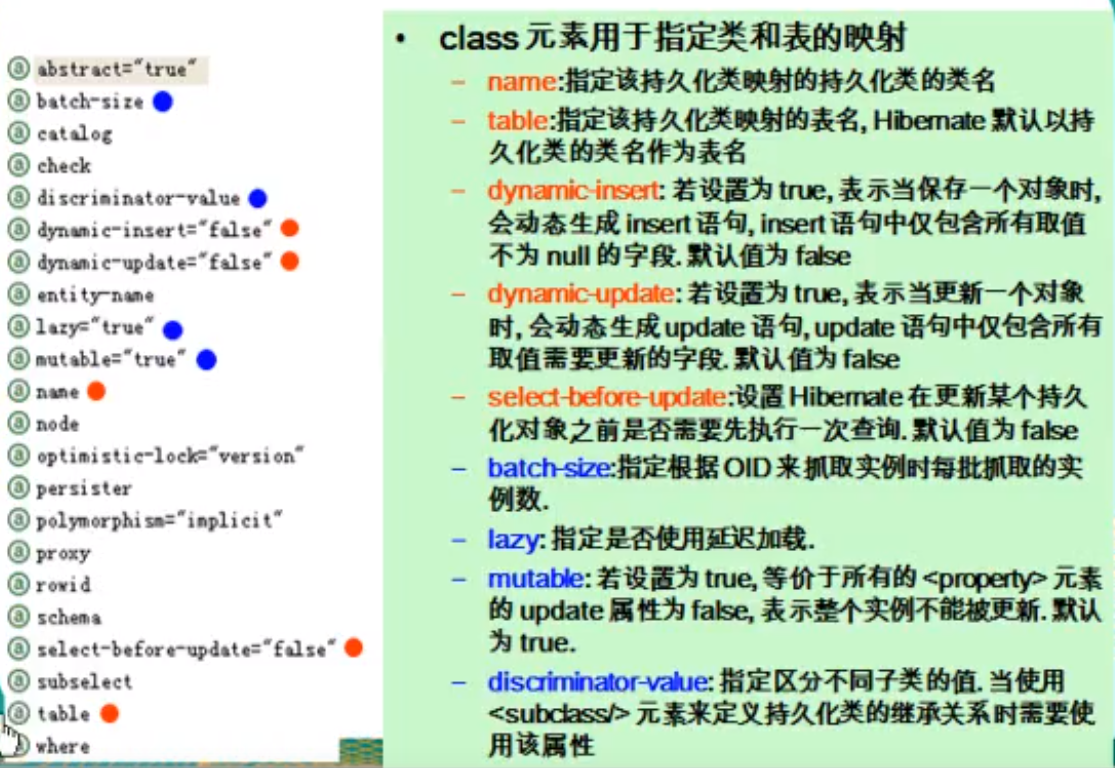 abstract="true"
batch-size
catalog
check
discriminator-value
dynamic-insert="false"
dynamic-update="false"
entity-name
lazy="true"
mutable="true"
name
node
optimistic-lock="version"
persister
polymorphism="implicit"
proxy
rowid
schema
select-before-update="false"
subselect
table
where
• class 元素用于指定类和表的映射
– name:指定该持久化类映射的持久化类的类名
– table:指定该持久化类映射的表名, Hibernate 默认以持
久化类的类名作为表名
– dynamic-insert: 若设置为 true, 表示当保存一个对象时,
会动态生成 insert 语句, insert 语句中仅包含所有取值
不为 null 的字段. 默认值为 false
– dynamic-update: 若设置为 true, 表示当更新一个对象
时, 会动态生成 update 语句, update 语句中仅包含所有
取值需要更新的字段. 默认值为 false
– select-before-update:设置 Hibernate 在更新某个持久
化对象之前是否需要先执行一次查询. 默认值为 false
– batch-size:指定根据 OID 来抓取实例时每批抓取的实
例数.
– lazy: 指定是否使用延迟加载.
– mutable: 若设置为 true, 等价于所有的 <property> 元素
的 update 属性为 false, 表示整个实例不能被更新. 默认
为 true.
– discriminator-value: 指定区分不同子类的值. 当使用
<subclass/> 元素来定义持久化类的继承关系时需要使
用该属性